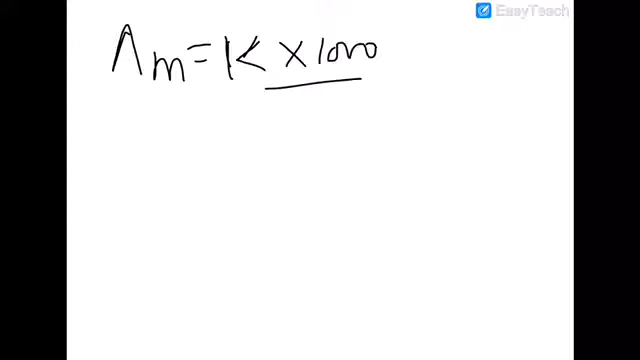 EasyTeach
Λm = K × 1000